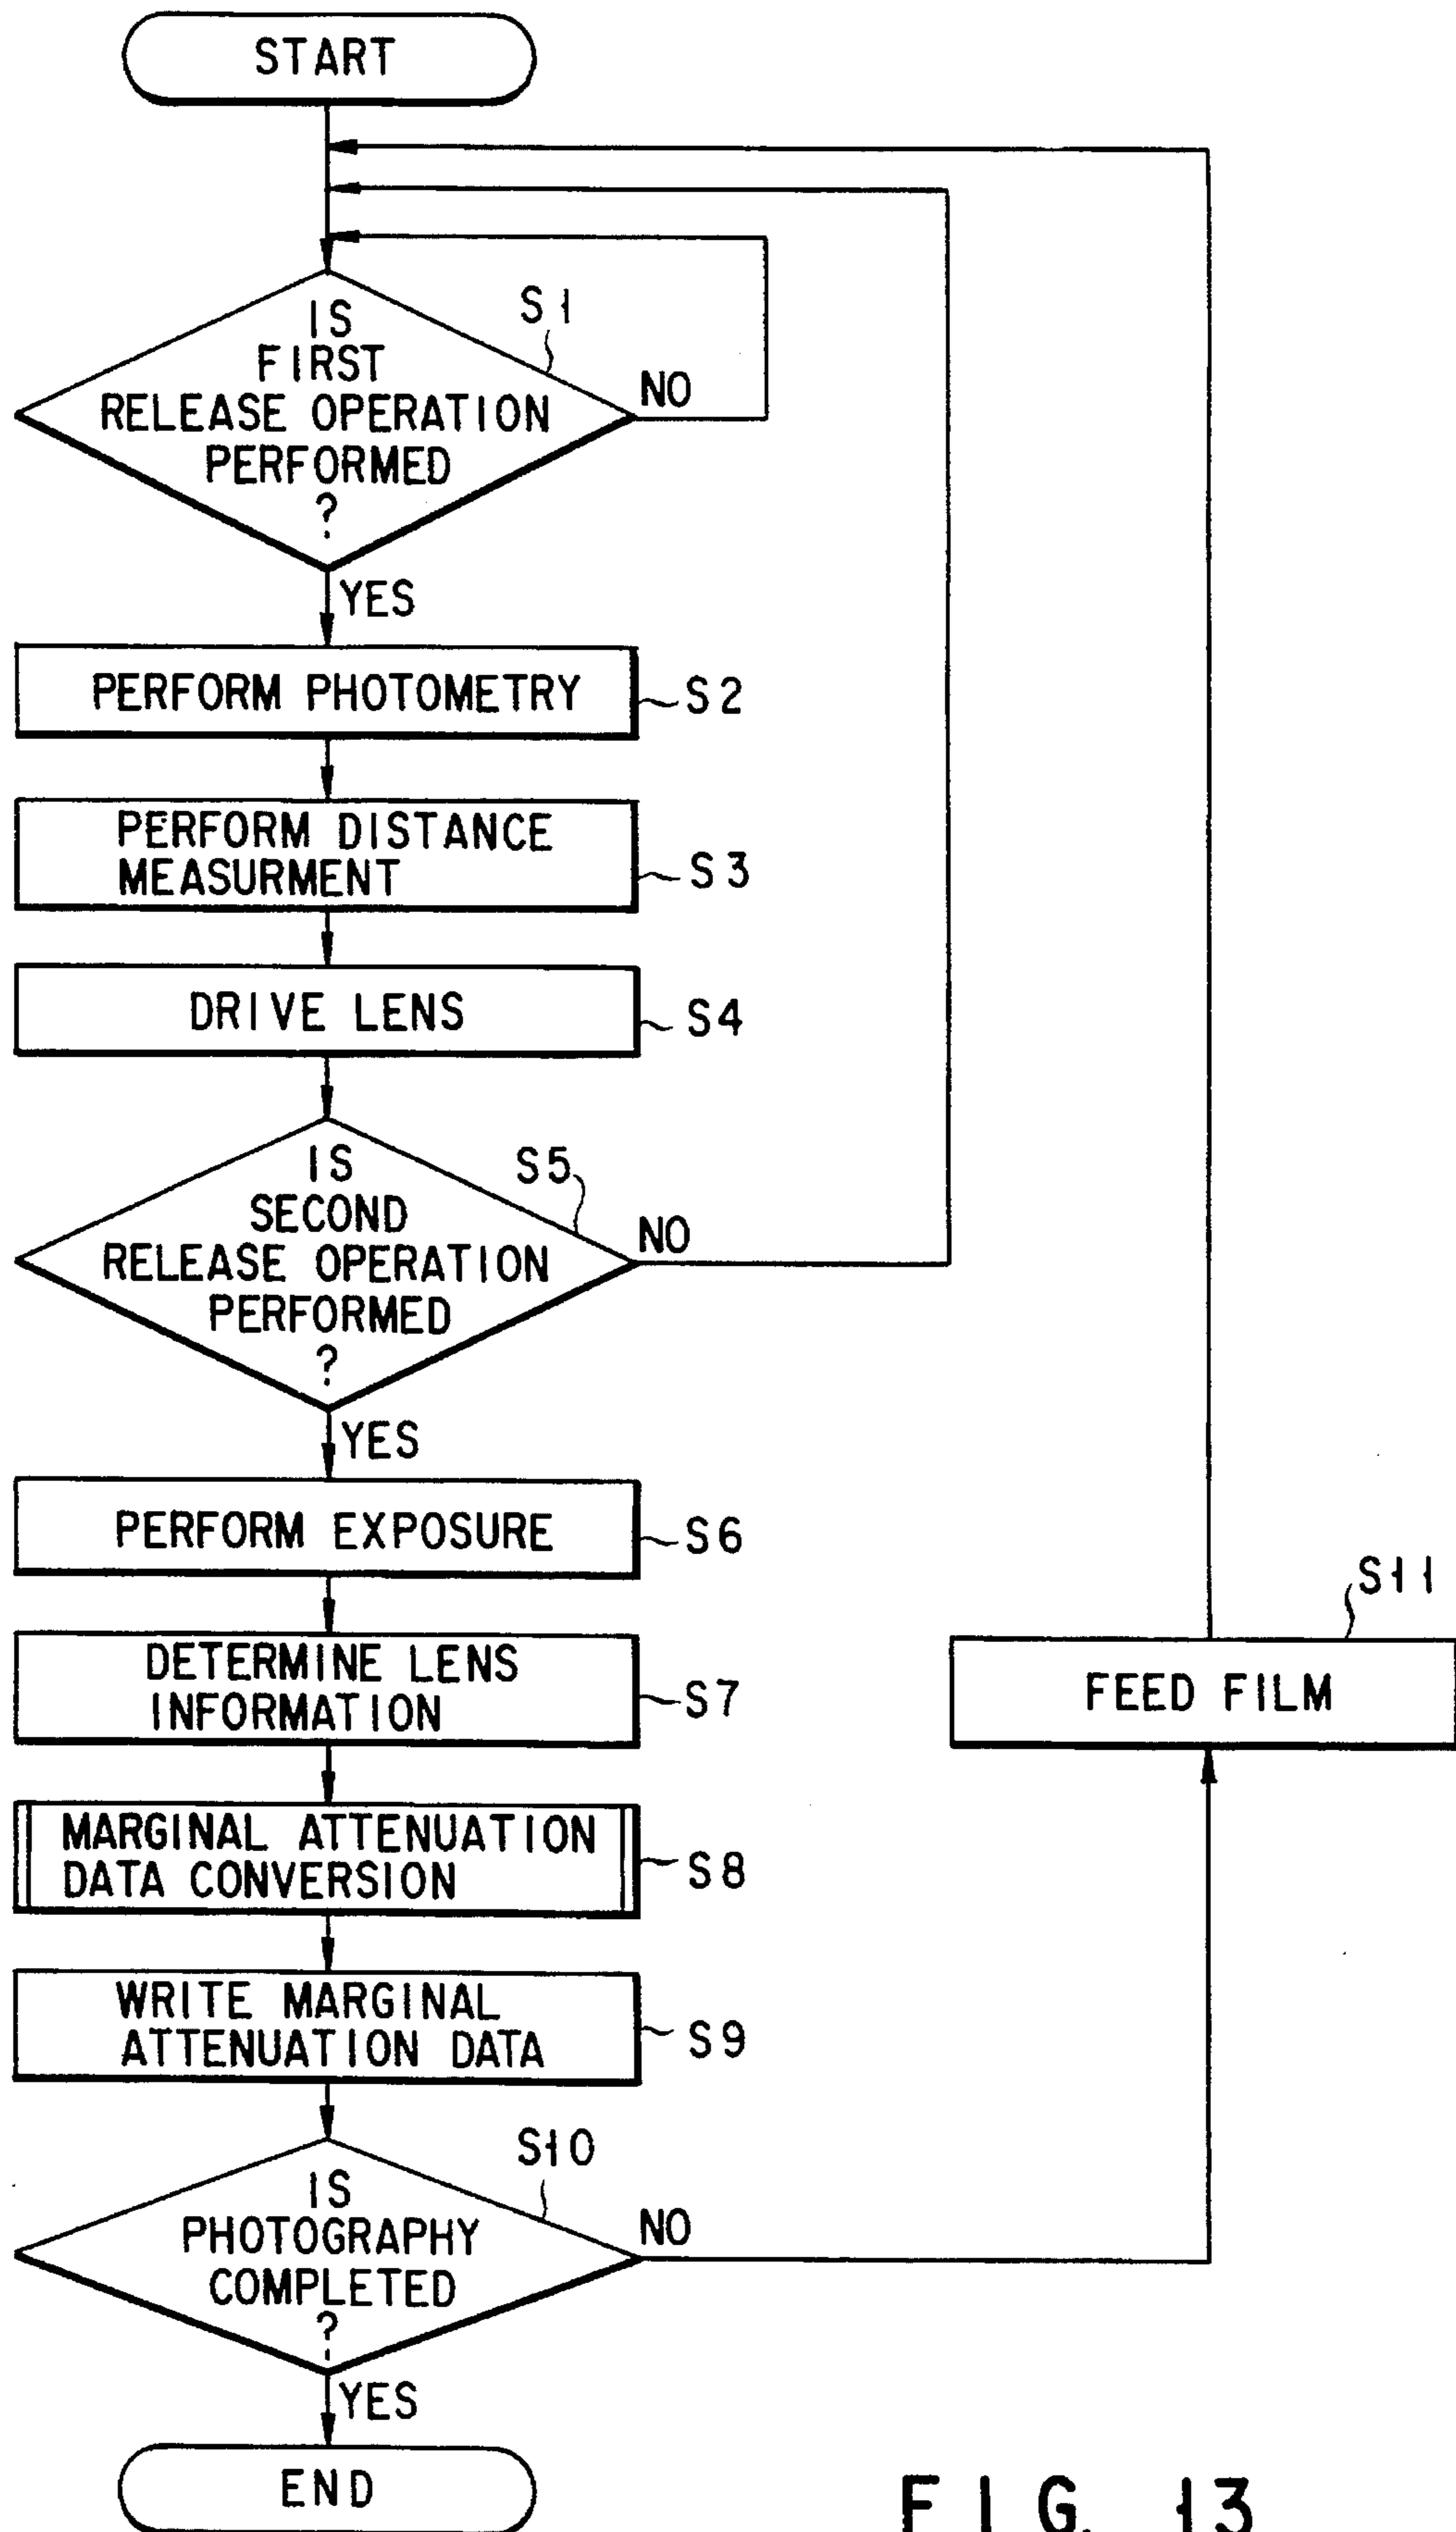 START
S1
IS
FIRST
RELEASE OPERATION
PERFORMED
?
NO
YES
PERFORM PHOTOMETRY
S2
PERFORM DISTANCE
MEASURMENT
S3
DRIVE LENS
S4
S5
IS
SECOND
RELEASE OPERATION
PERFORMED
?
NO
YES
PERFORM EXPOSURE
S6
DETERMINE LENS
INFORMATION
S7
S11
FEED FILM
MARGINAL ATTENUATION
DATA CONVERSION
S8
WRITE MARGINAL
ATTENUATION DATA
S9
S10
IS
PHOTOGRAPHY
COMPLETED
?
NO
YES
END
FIG. 13